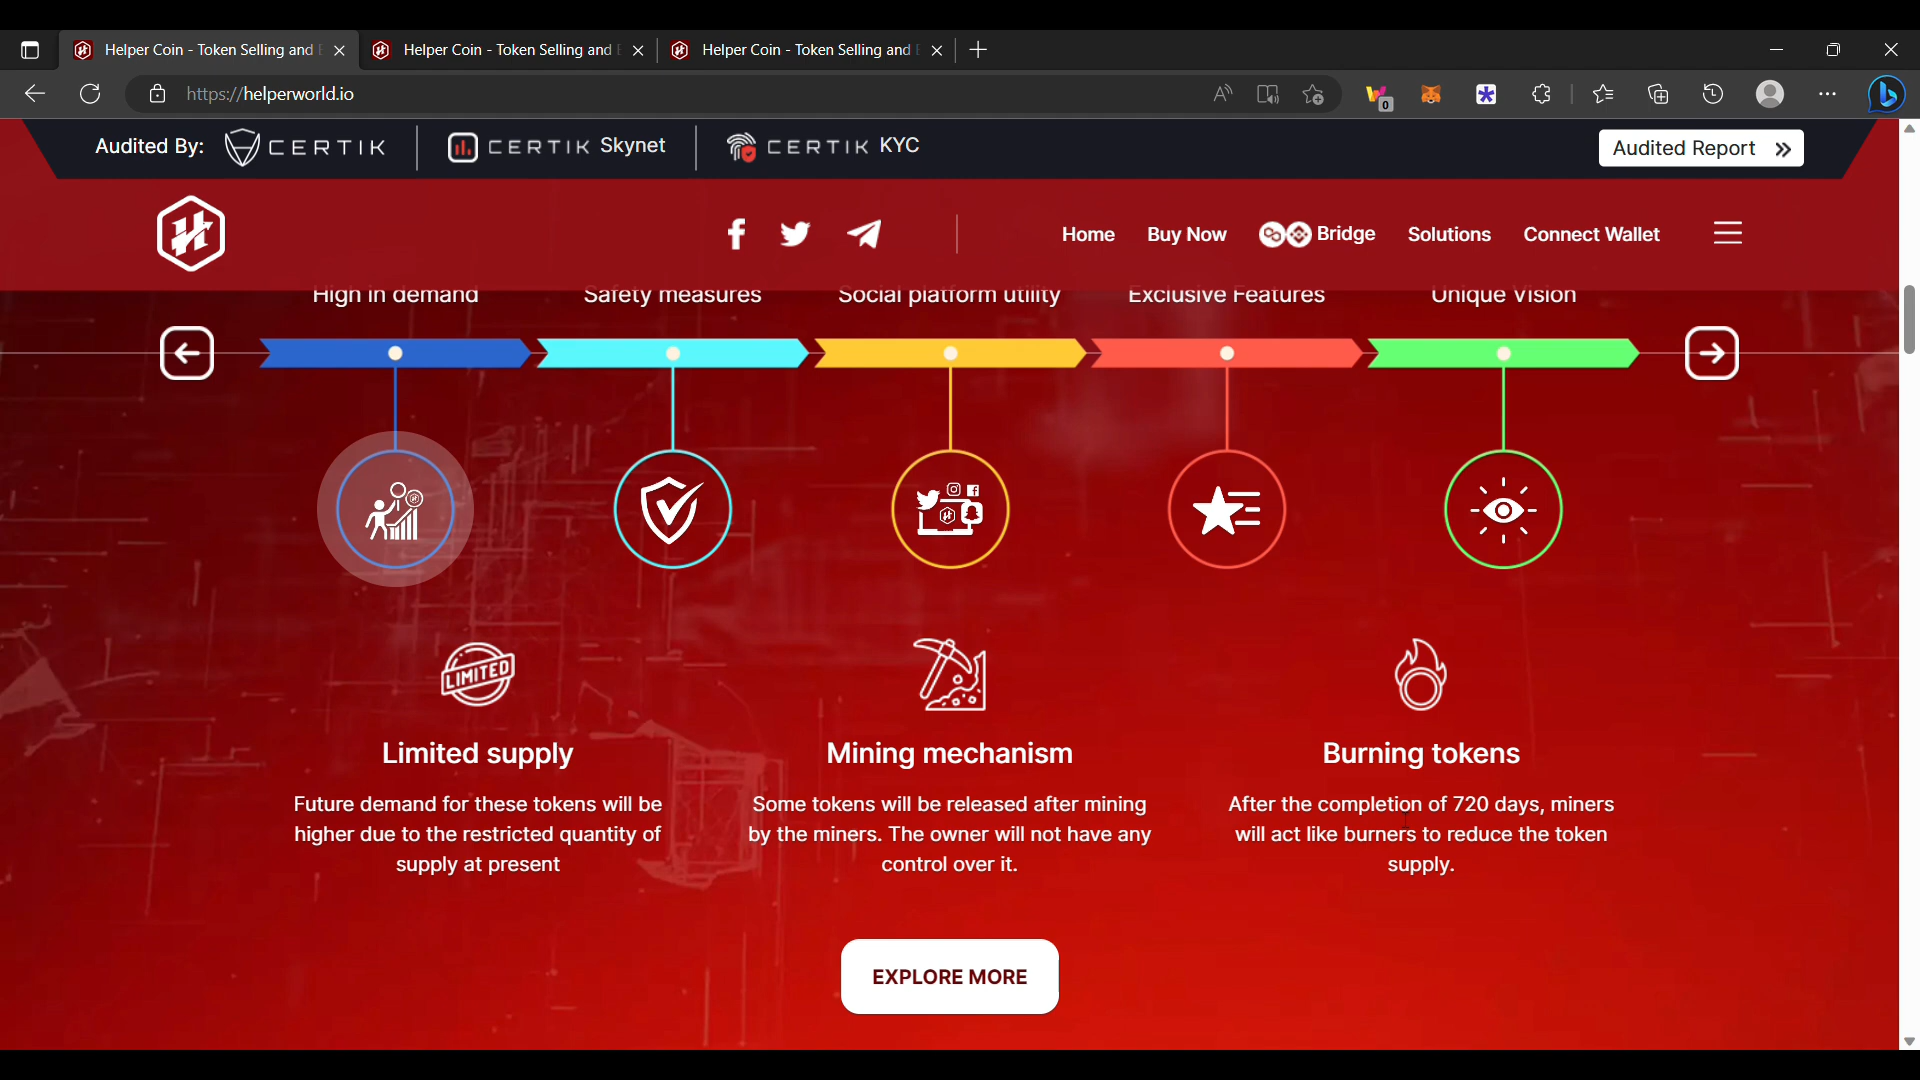 Helper Coin - Token Selling and
Helper Coin - Token Selling and
Helper Coin - Token Selling and
https://helperworld.io
0
Audited By: CERTIK
CERTIK Skynet
CERTIK KYC
Audited Report
Home
Buy Now
Bridge
Solutions
Connect Wallet
High in demand
Safety measures
Social platform utility
Exclusive Features
Unique Vision
LIMITED
Limited supply
Future demand for these tokens will be
higher due to the restricted quantity of
supply at present
Mining mechanism
Some tokens will be released after mining
by the miners. The owner will not have any
control over it.
Burning tokens
After the completion of 720 days, miners
will act like burners to reduce the token
supply.
EXPLORE MORE